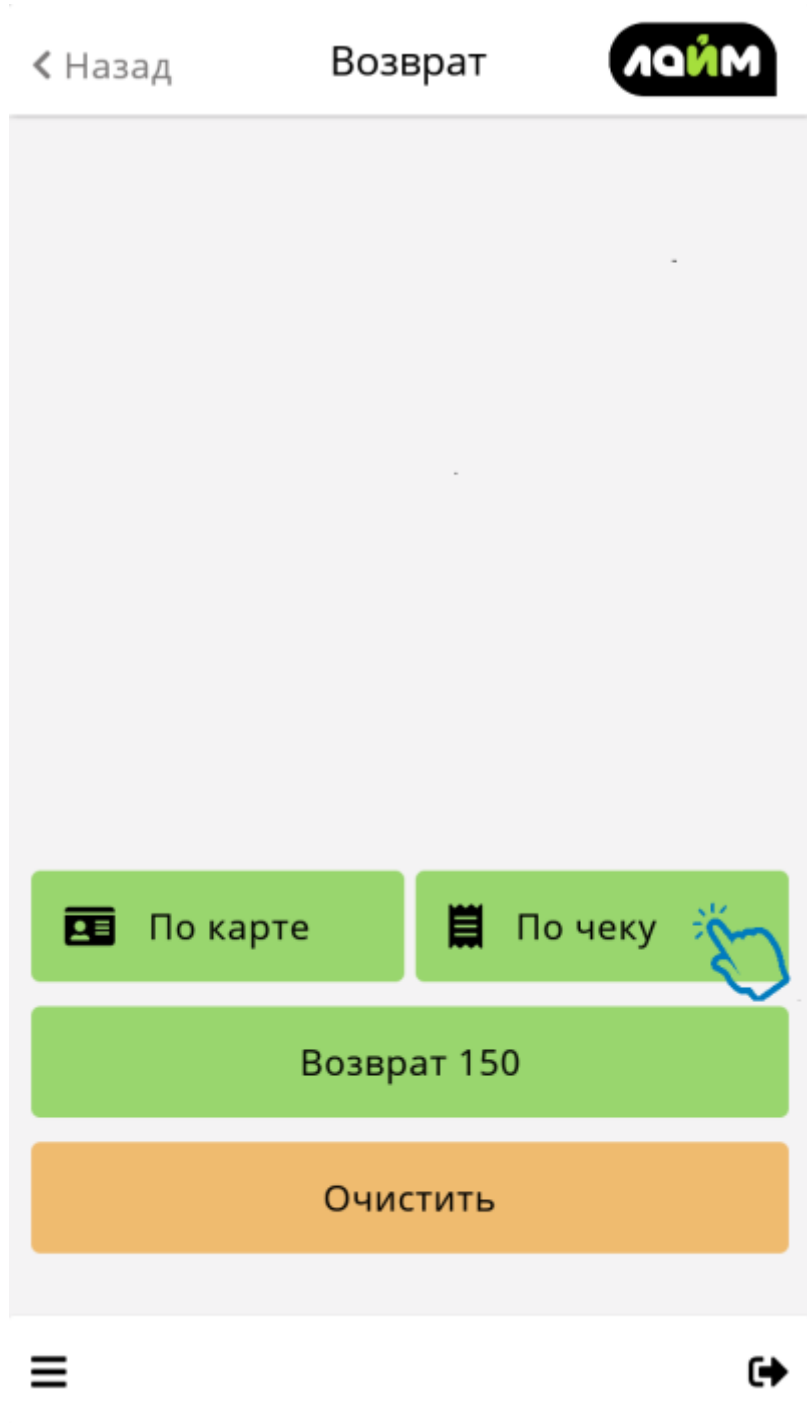 Назад
Возврат
лайм
По карте
По чеку
Возврат 150
Очистить